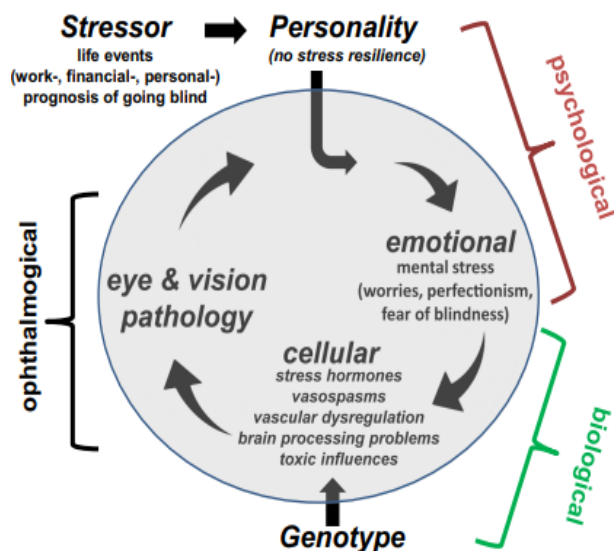 Stressor
life events
(work-, financial-, personal-)
prognosis of going blind
Personality
(no stress resilience)
psychological
emotional
mental stress
(worries, perfectionism,
fear of blindness)
cellular
stress hormones
vasospasms
vascular dysregulation
brain processing problems
toxic influences
biological
Genotype
eye & vision
pathology
ophthalmogical